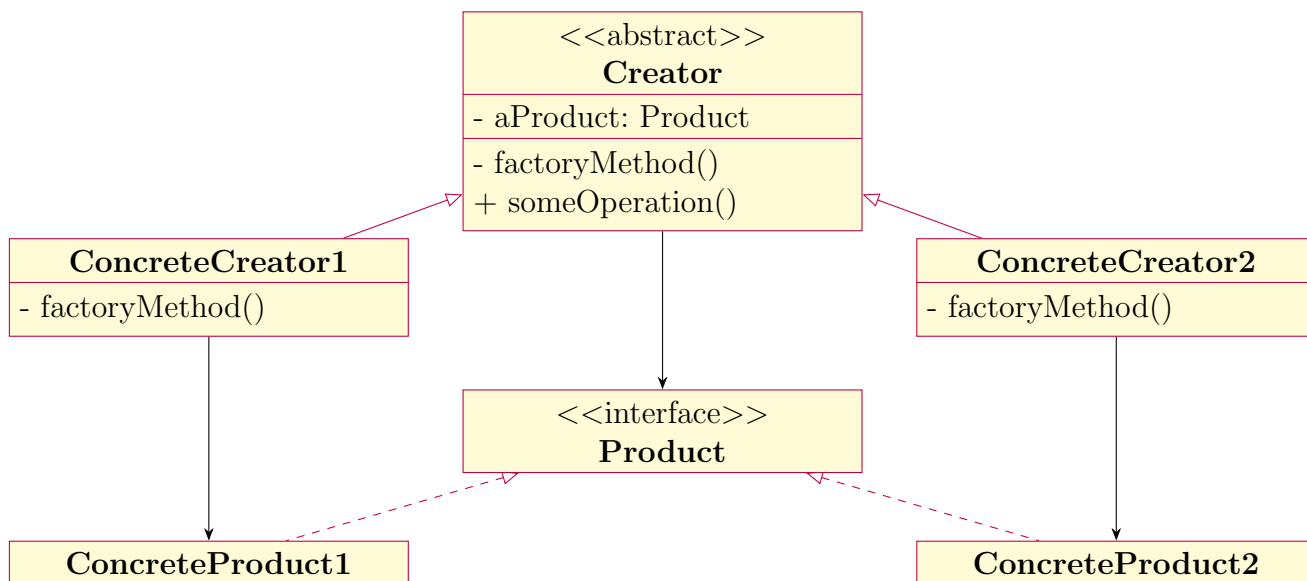 <<abstract>>
Creator
- aProduct: Product
- factoryMethod()
+ someOperation()
ConcreteCreator1
- factoryMethod()
ConcreteCreator2
- factoryMethod()
<<interface>>
Product
ConcreteProduct1
ConcreteProduct2